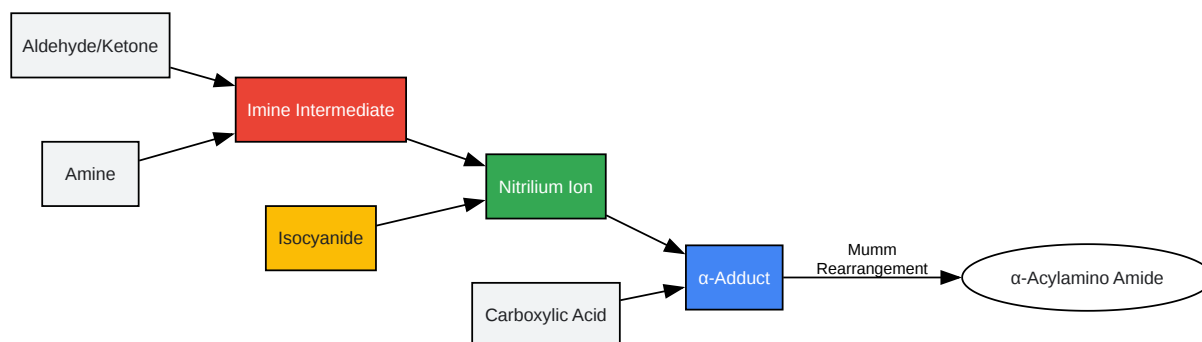 Aldehyde/Ketone
Imine Intermediate
Amine
Nitrilium Ion
Isocyanide
Mumm
Rearrangement
α-Adduct
α-Acylamino Amide
Carboxylic Acid